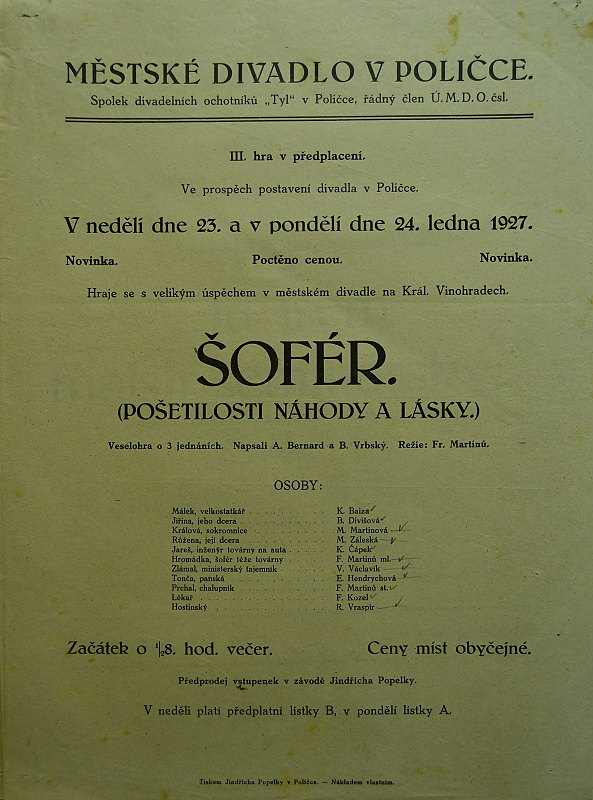 MĚSTSKÉ DIVADLO V POLIČCE.
Spolek divadelních ochotníků „Tyl“ v Poličce, řádný člen Ú. M. D. O. čsl.
III. hra v předplacení.
Ve prospěch postavení divadla v Poličce.
V neděli dne 23. a v pondělí dne 24. ledna 1927.
Novinka. Poctěno cenou. Novinka.
Hraje se s velikým úspěchem v městském divadle na Král. Vinohradech.
ŠOFÉR.
(POŠETILOSTI NÁHODY A LÁSKY.)
Veselohra o 3 jednáních. Napsali A. Bernard a B. Vrbský. Režie: Fr. Martinů.
OSOBY:
Málek, velkostatkář . . . . . . . . K. Baiza
Jiřina, jeho dcera . . . . . . . . B. Divišová
Králová, sokromnice . . . . . . . . M. Martinová
Růžena, její dcera . . . . . . . . M. Záleská
Jareš, inženýr továrny na auta . . . . . K. Čápek
Hromádka, šofér téže továrny . . . . . F. Martinů ml.
Zlámal, ministerský tajemník . . . . . V. Václavík
Tonča, panská . . . . . . . . E. Hendrychová
Prchal, chalupník . . . . . . . . F. Martinů st.
Lékař . . . . . . . . F. Kozel
Hostinský . . . . . . . . R. Vraspír
Začátek o ½8. hod. večer. Ceny míst obyčejné.
Předprodej vstupenek v závodě Jindřicha Popelky.
V neděli platí předplatní lístky B, v pondělí lístky A.
Tiskem Jindřicha Popelky v Poličce. — Nákladem vlastním.